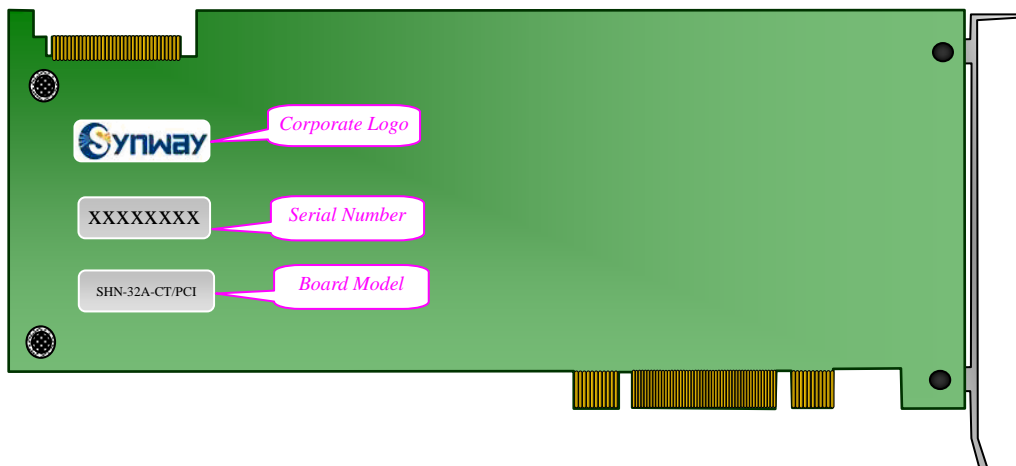 Synway
Corporate Logo
XXXXXXXX
Serial Number
SHN-32A-CT/PCI
Board Model